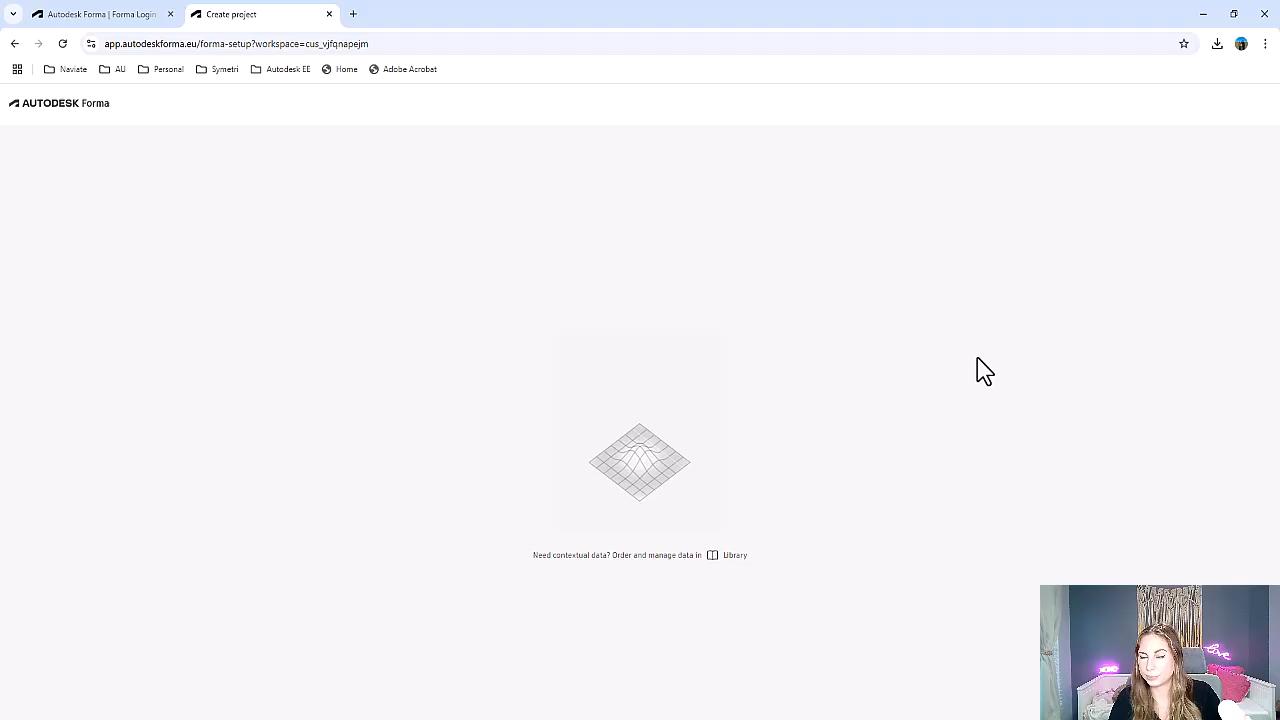 Autodesk Forma | Forma Login
Create project
app.autodeskforma.eu/forma-setup?workspace=cus_vjfqnapejm
Naviate
AU
Personal
Symetri
Autodesk EE
Home
Adobe Acrobat
AUTODESK Forma
Need contextual data? Order and manage data in Library